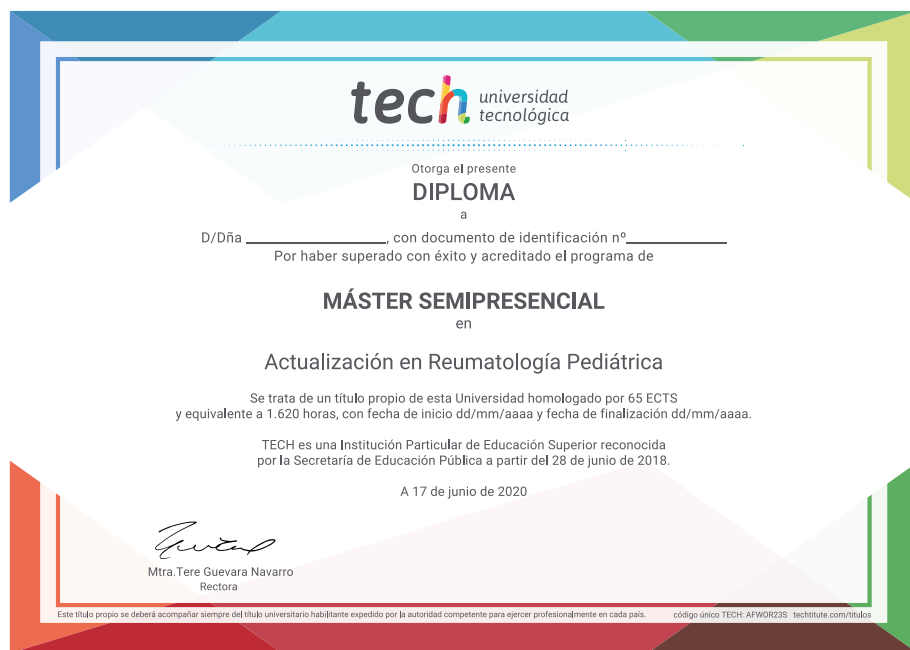 tech universidad
tecnológica
Otorga el presente
DIPLOMA
a
D/Dña ____________, con documento de identificación nº____________
Por haber superado con éxito y acreditado el programa de
MÁSTER SEMIPRESENCIAL
en
Actualización en Reumatología Pediátrica
Se trata de un título propio de esta Universidad homologado por 65 ECTS
y equivalente a 1.620 horas, con fecha de inicio dd/mm/aaaa y fecha de finalización dd/mm/aaaa.
TECH es una Institución Particular de Educación Superior reconocida
por la Secretaría de Educación Pública a partir del 28 de junio de 2018.
A 17 de junio de 2020
Mtra.Tere Guevara Navarro
Rectora
Este título propio se deberá acompañar siempre del título universitario habilitante expedido por la autoridad competente para ejercer profesionalmente en cada país. código único TECH: AFWOR23S techtitute.com/titulos